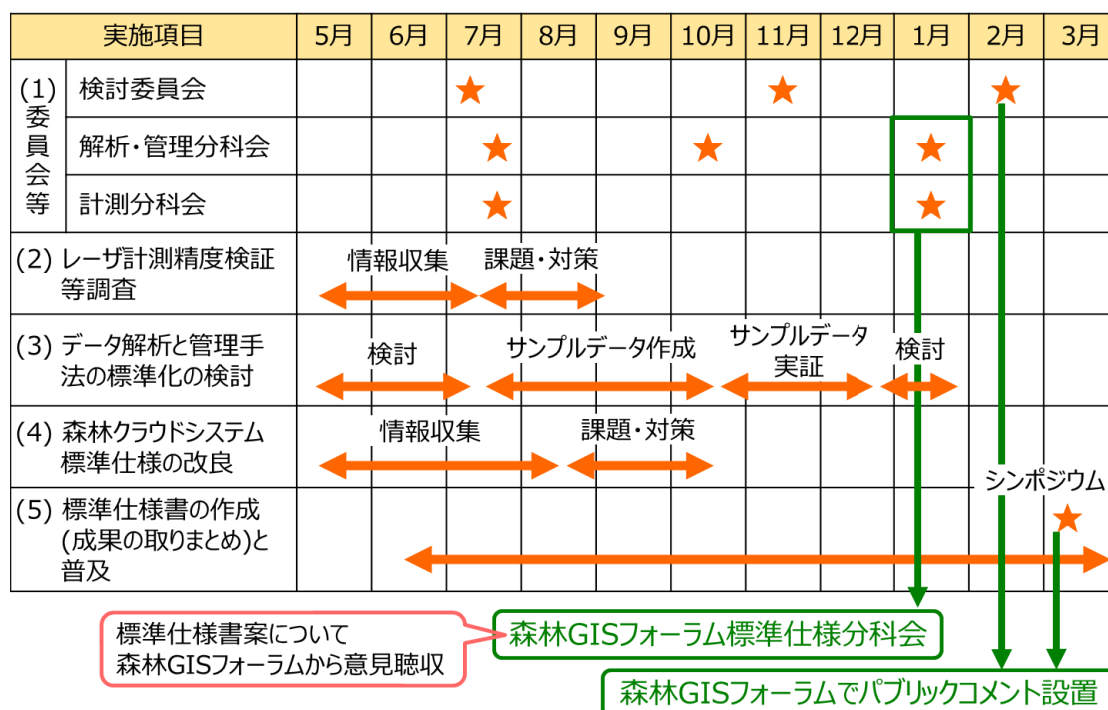 実施項目 5月 6月 7月 8月 9月 10月 11月 12月 1月 2月 3月
(1)委員会等
検討委員会
解析・管理分科会
計測分科会
(2) レーザ計測精度検証
等調査
情報収集 課題・対策
(3) データ解析と管理手
法の標準化の検討
検討 サンプルデータ作成 サンプルデータ
実証 検討
(4) 森林クラウドシステム
標準仕様の改良
情報収集 課題・対策
(5) 標準仕様書の作成
(成果の取りまとめ)と
普及
シンポジウム
標準仕様書案について
森林GISフォーラムから意見聴収
森林GISフォーラム標準仕様分科会
森林GISフォーラムでパブリックコメント設置